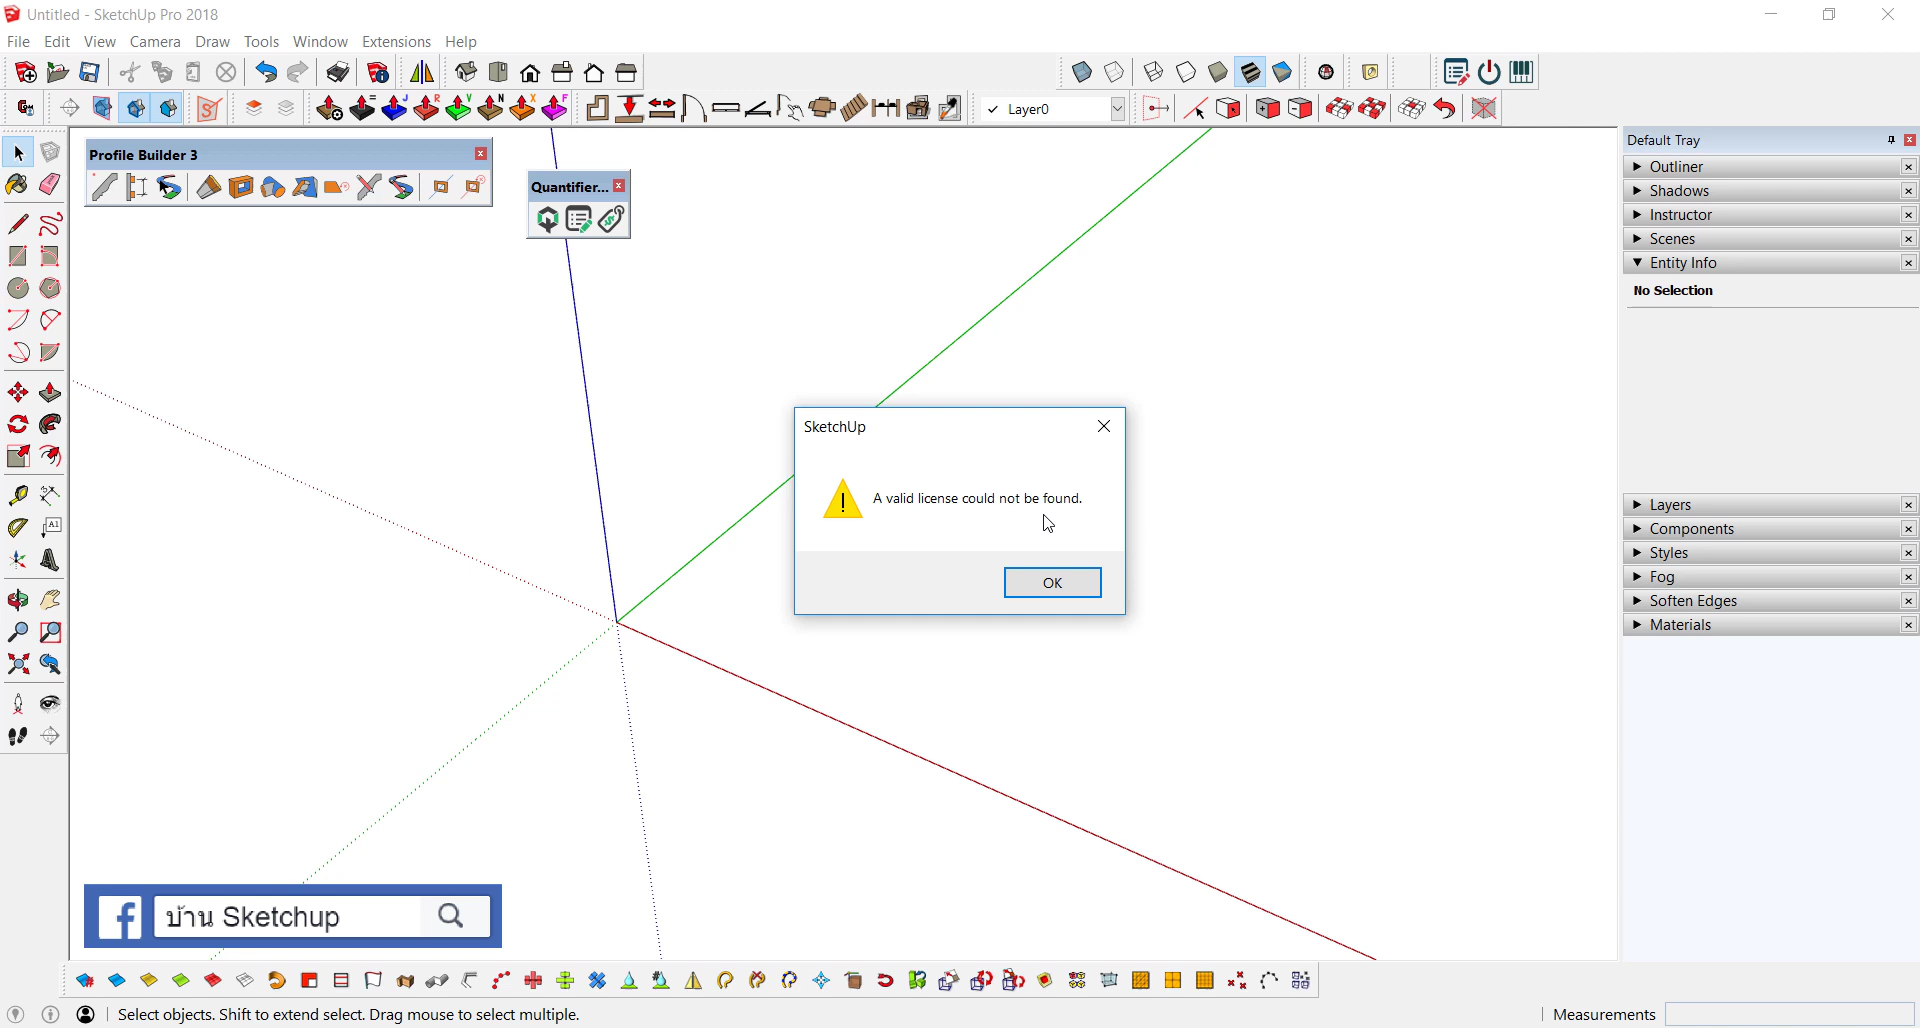 Untitled - SketchUp Pro 2018
File Edit View Camera Draw Tools Window Extensions Help
Layer0
Profile Builder 3
Quantifier...
Default Tray
Outliner
Shadows
Instructor
Scenes
Entity Info
No Selection
SketchUp
A valid license could not be found.
OK
Layers
Components
Styles
Fog
Soften Edges
Materials
บ้าน Sketchup
Select objects. Shift to extend select. Drag mouse to select multiple.
Measurements